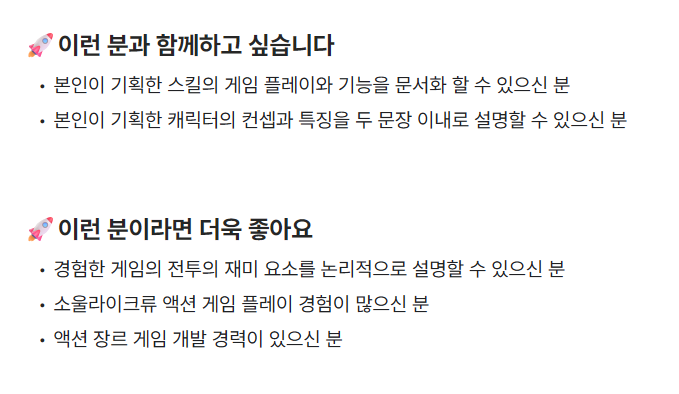 🚀 이런 분과 함께하고 싶습니다
• 본인이 기획한 스킬의 게임 플레이와 기능을 문서화 할 수 있으신 분
• 본인이 기획한 캐릭터의 컨셉과 특징을 두 문장 이내로 설명할 수 있으신 분
🚀 이런 분이라면 더욱 좋아요
• 경험한 게임의 전투의 재미 요소를 논리적으로 설명할 수 있으신 분
• 소울라이크류 액션 게임 플레이 경험이 많으신 분
• 액션 장르 게임 개발 경력이 있으신 분